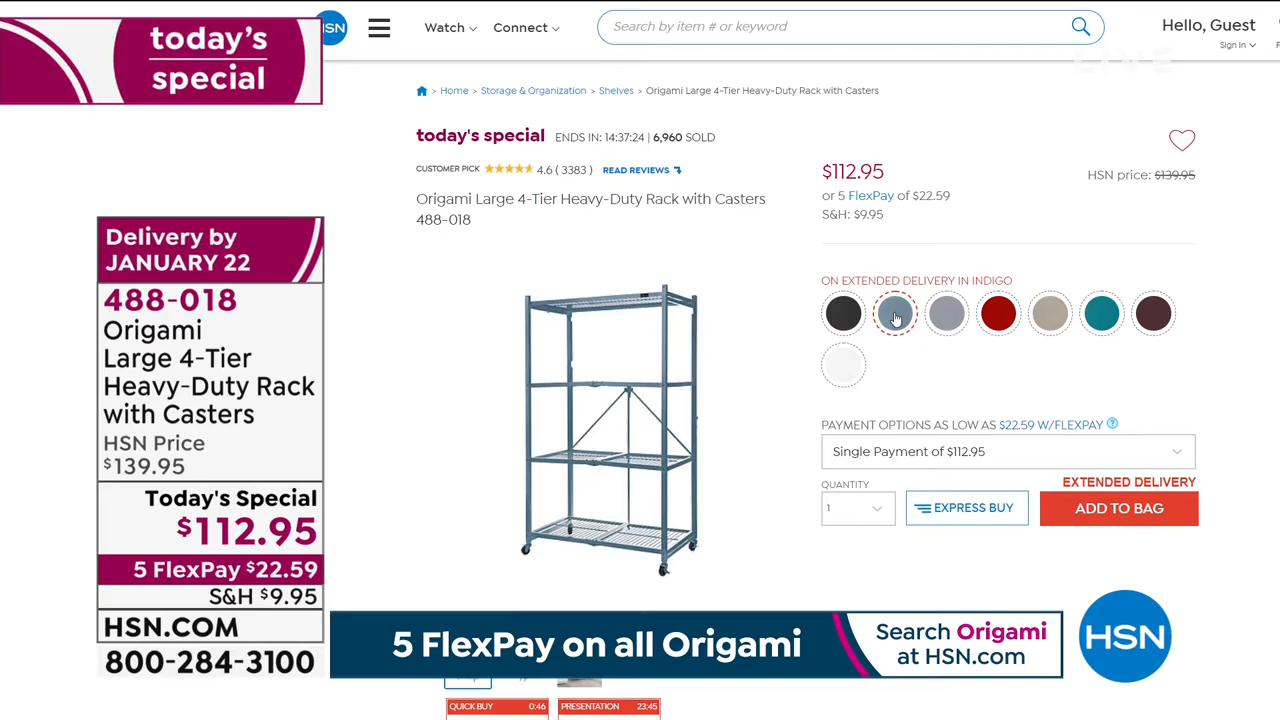 today's
special
HSN
Watch
Connect
Search by item # or keyword
Hello, Guest
Sign In
LIVE
Home > Storage & Organization > Shelves > Origami Large 4-Tier Heavy-Duty Rack with Casters
today's special ENDS IN: 14:37:24 | 6,960 SOLD
CUSTOMER PICK 4.6 ( 3383 ) READ REVIEWS
Origami Large 4-Tier Heavy-Duty Rack with Casters
488-018
$112.95
HSN price: $139.95
or 5 FlexPay of $22.59
S&H: $9.95
ON EXTENDED DELIVERY IN INDIGO
PAYMENT OPTIONS AS LOW AS $22.59 W/FLEXPAY ?
Single Payment of $112.95
QUANTITY
1
EXPRESS BUY
EXTENDED DELIVERY
ADD TO BAG
Delivery by
JANUARY 22
488-018
Origami
Large 4-Tier
Heavy-Duty Rack
with Casters
HSN Price
$139.95
Today's Special
$112.95
5 FlexPay $22.59
S&H $9.95
HSN.COM
800-284-3100
5 FlexPay on all Origami
Search Origami
at HSN.com
HSN
QUICK BUY 0:46
PRESENTATION 23:45